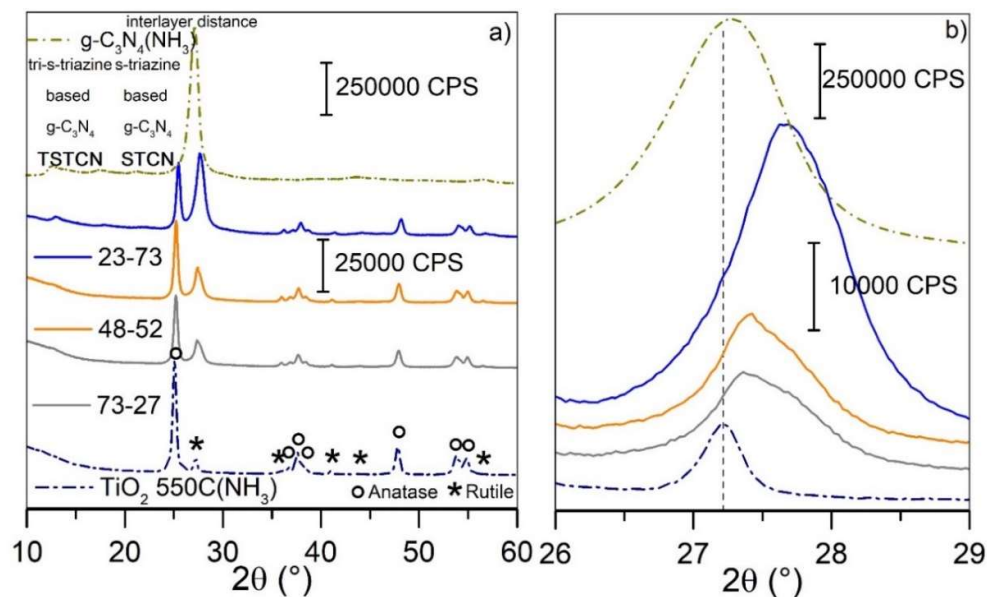 interlayer distance
a)
g-C₃N₄(NH₃)
tri-s-triazine s-triazine
based based
g-C₃N₄ g-C₃N₄
TSTCN STCN
250000 CPS
23-73
25000 CPS
48-52
73-27
TiO₂ 550C(NH₃)
Anatase * Rutile
10 20 30 40 50 60
2θ (°)
b)
250000 CPS
10000 CPS
26 27 28 29
2θ (°)